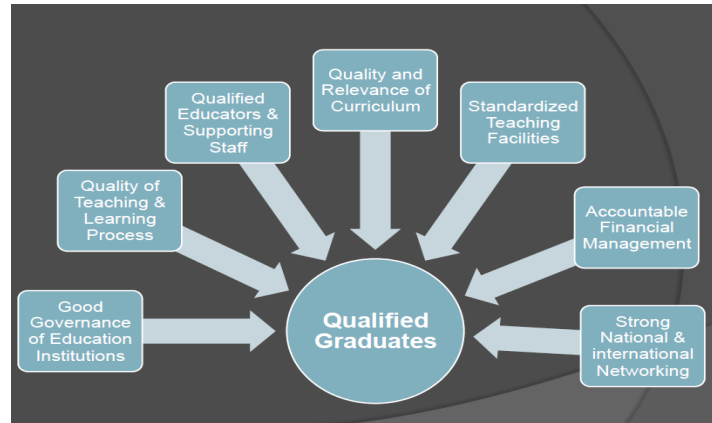 Quality and
Relevance of
Curriculum
Qualified
Educators &
Supporting
Staff
Standardized
Teaching
Facilities
Quality of
Teaching &
Learning
Process
Accountable
Financial
Management
Good
Governance
of Education
Institutions
Qualified
Graduates
Strong
National &
international
Networking